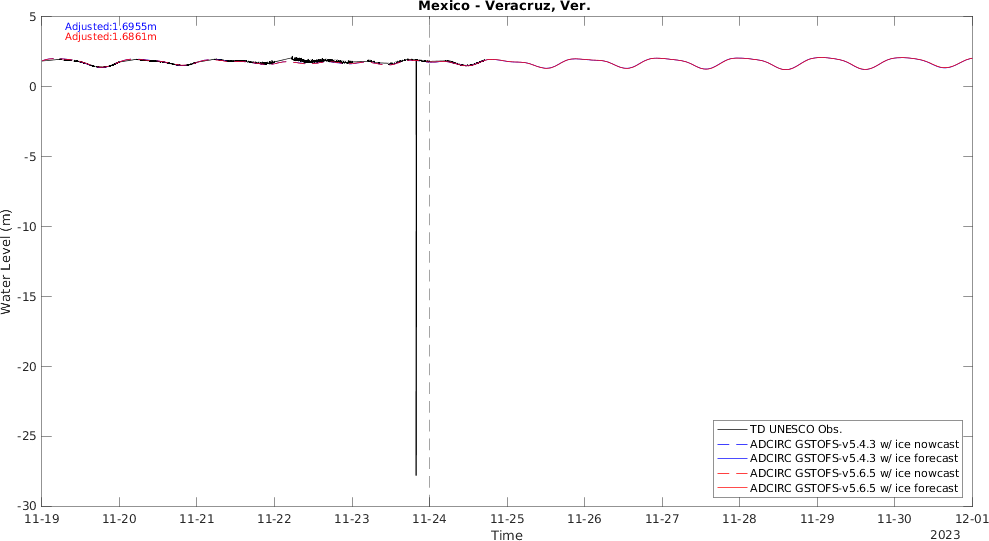 Mexico - Veracruz, Ver.
Adjusted:1.6955m
Adjusted:1.6861m
5
0
-5
-10
-15
-20
-25
-30
Water Level (m)
11-19 11-20 11-21 11-22 11-23 11-24 11-25 11-26 11-27 11-28 11-29 11-30 12-01
Time
2023
TD UNESCO Obs.
ADCIRC GSTOFS-v5.4.3 w/ ice nowcast
ADCIRC GSTOFS-v5.4.3 w/ ice forecast
ADCIRC GSTOFS-v5.6.5 w/ ice nowcast
ADCIRC GSTOFS-v5.6.5 w/ ice forecast